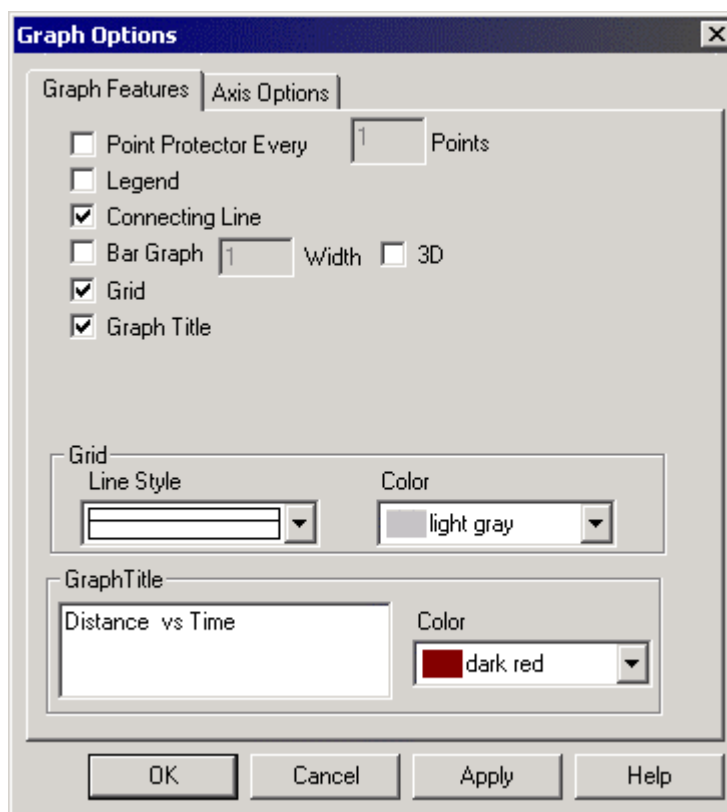 Graph Options
Graph Features Axis Options
Point Protector Every 1 Points
Legend
Connecting Line
Bar Graph 1 Width 3D
Grid
Graph Title
Grid
Line Style Color
light gray
GraphTitle
Distance  vs Time Color
dark red
OK Cancel Apply Help